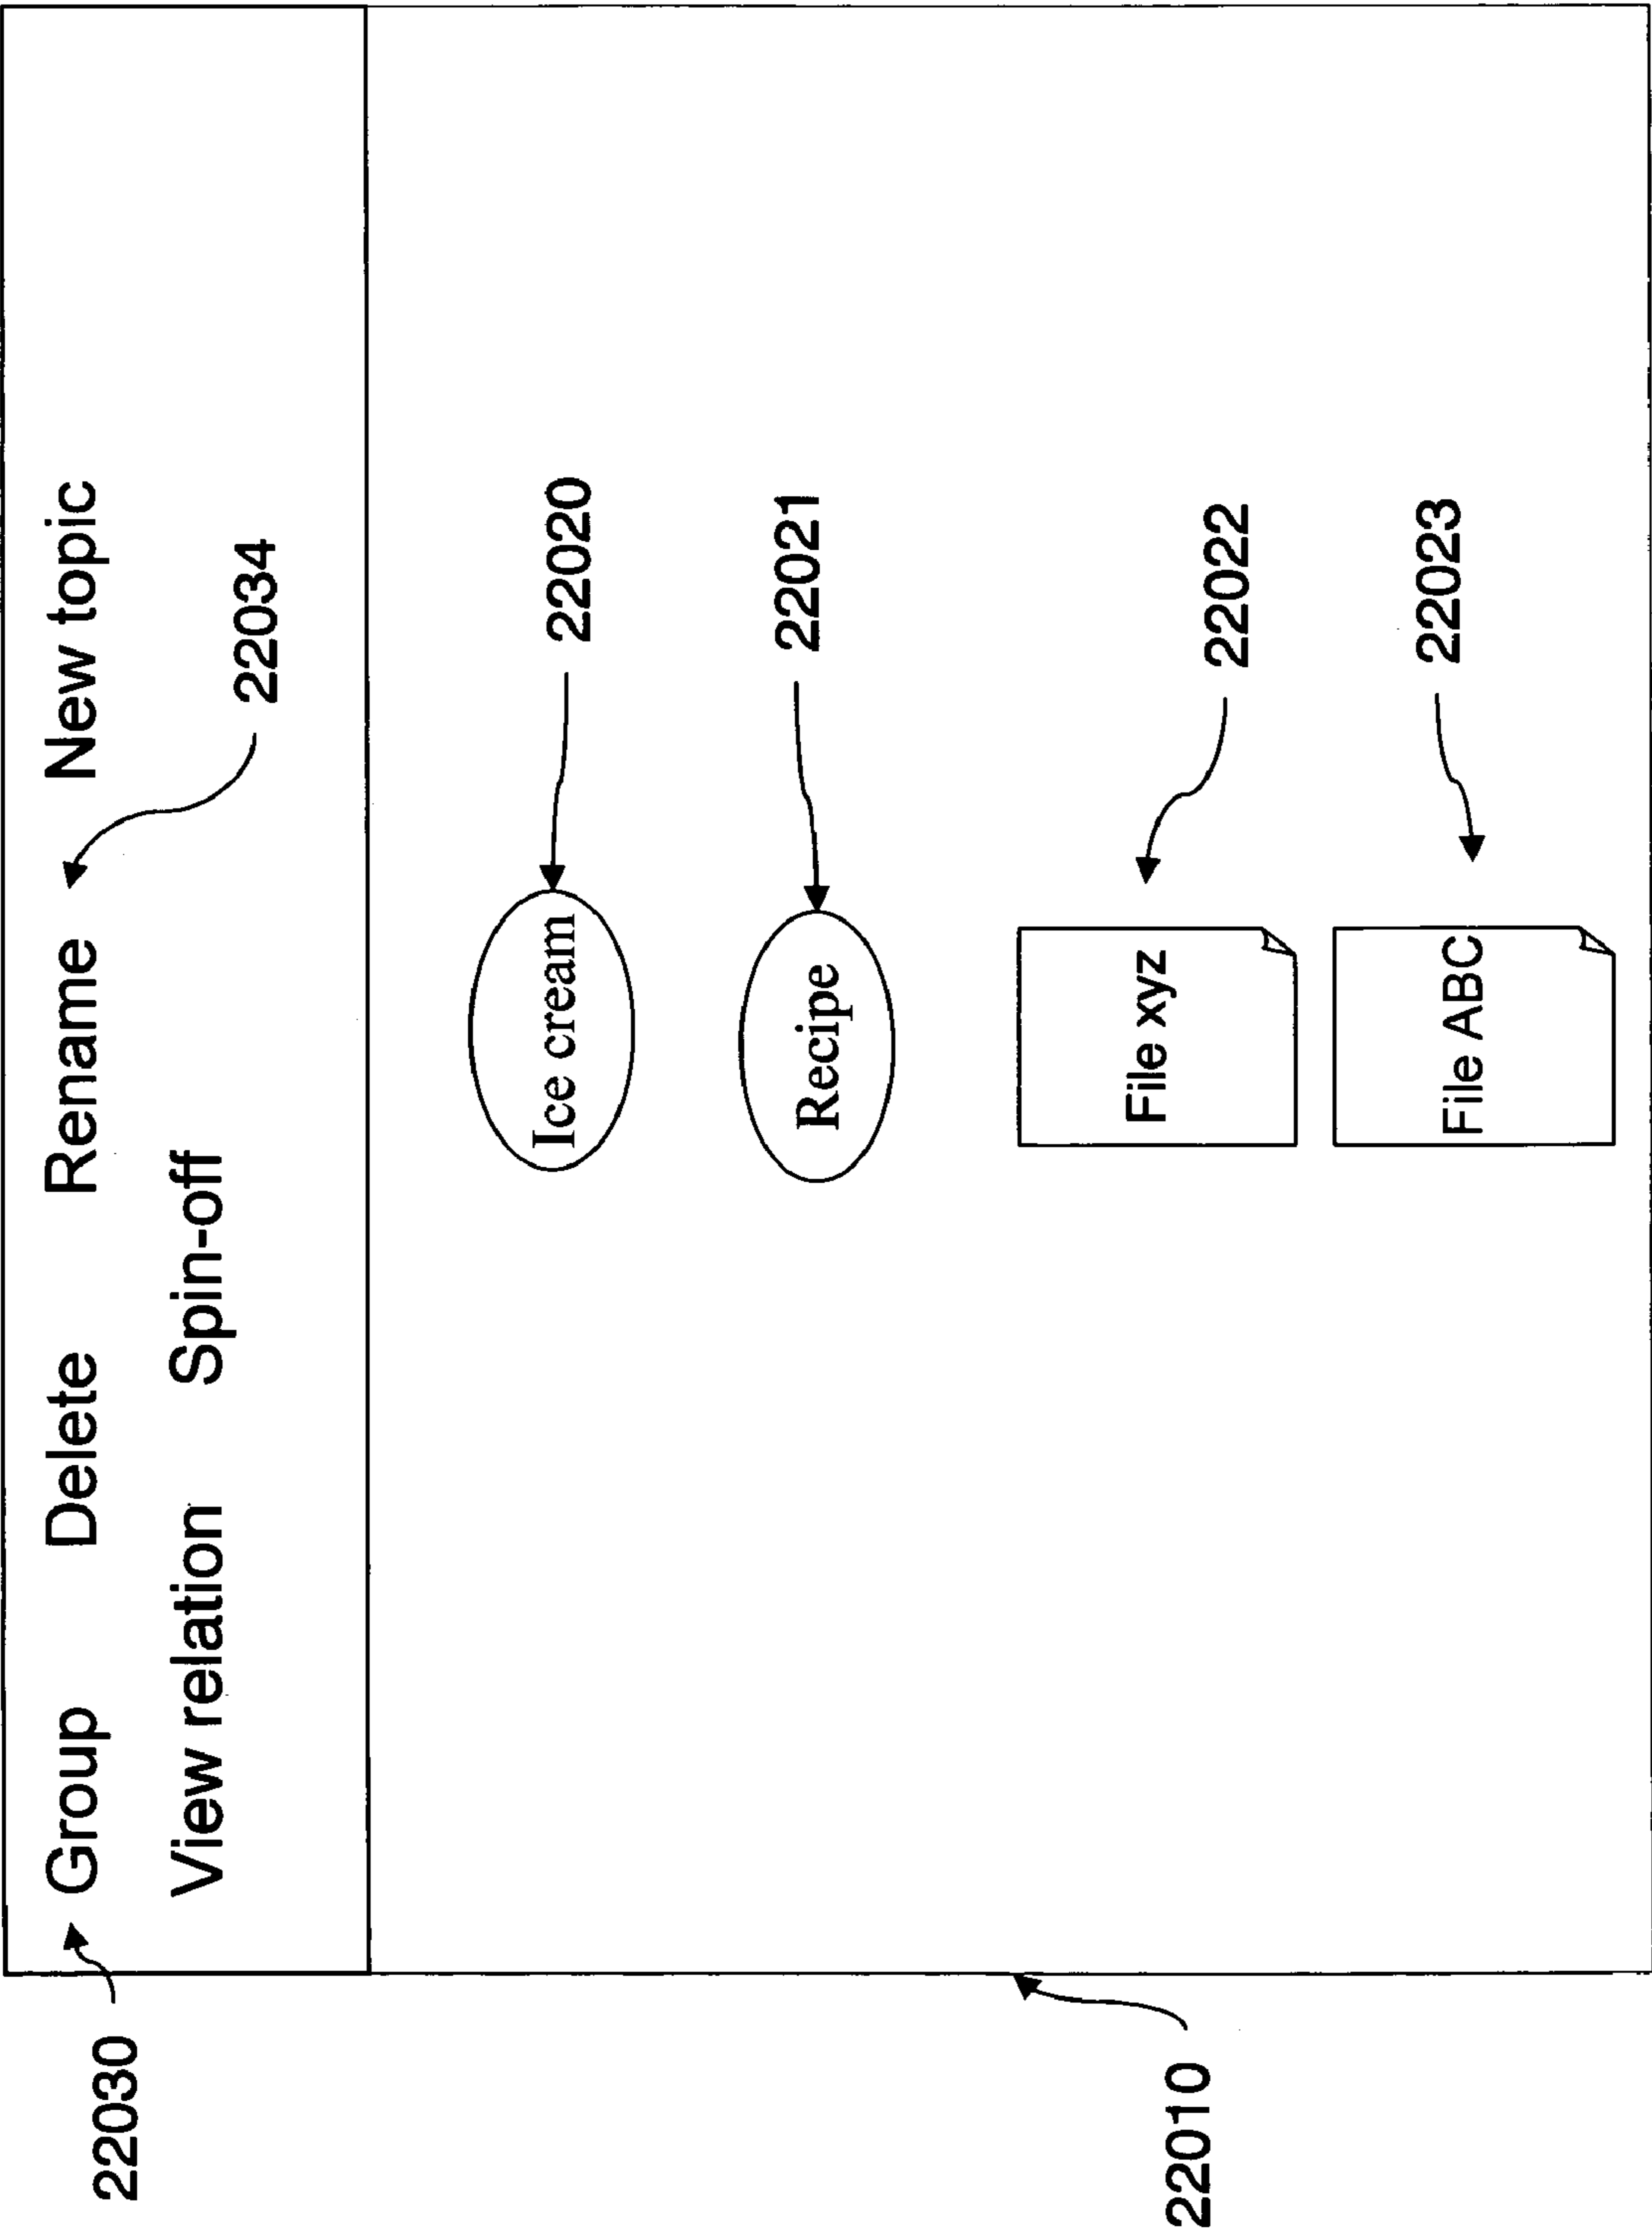 22030
Group Delete Rename New topic
22034
View relation Spin-off
Ice cream 22020
Recipe 22021
22010
File xyz 22022
File ABC 22023